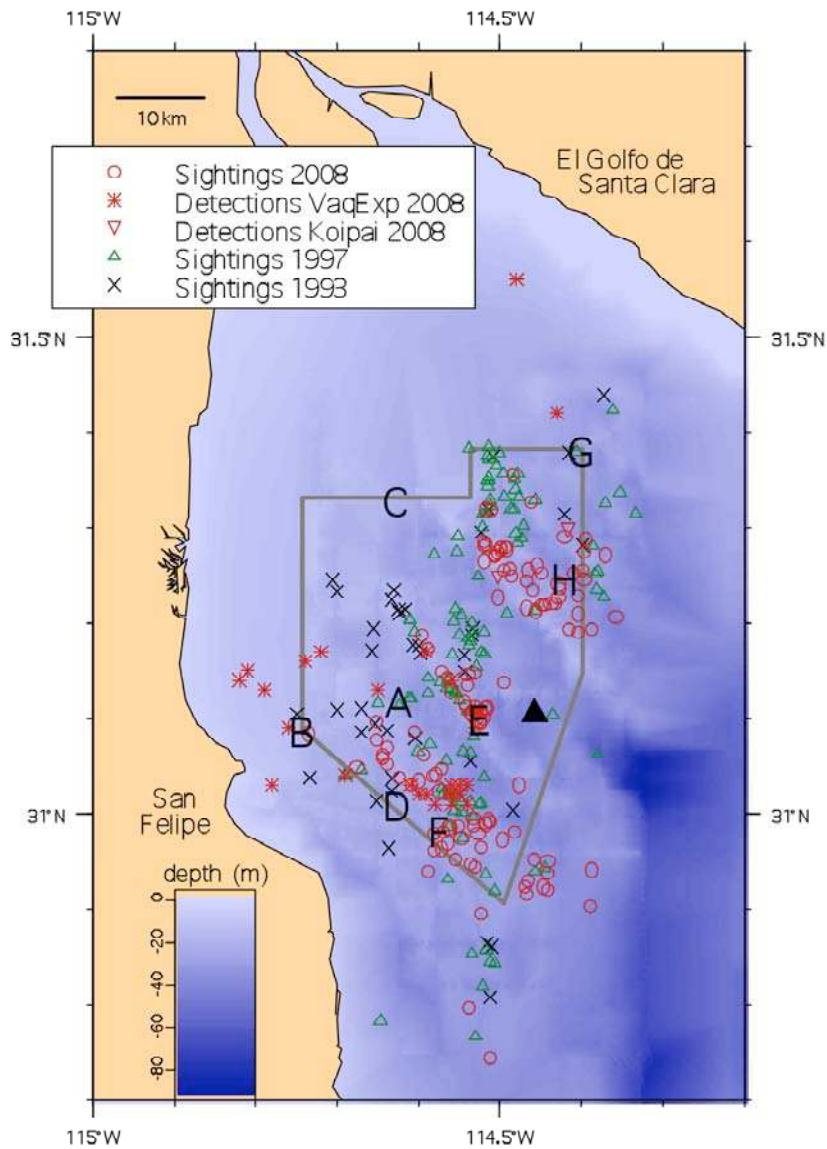 115°W 114.5°W
10 km
El Golfo de
Santa Clara
Sightings 2008
Detections VaqExp 2008
Detections Koipai 2008
Sightings 1997
Sightings 1993
31.5°N 31.5°N
G
C
H
A
B
E
D
F
31°N 31°N
San
Felipe
depth (m)
0
-20
-40
-60
-80
115°W 114.5°W